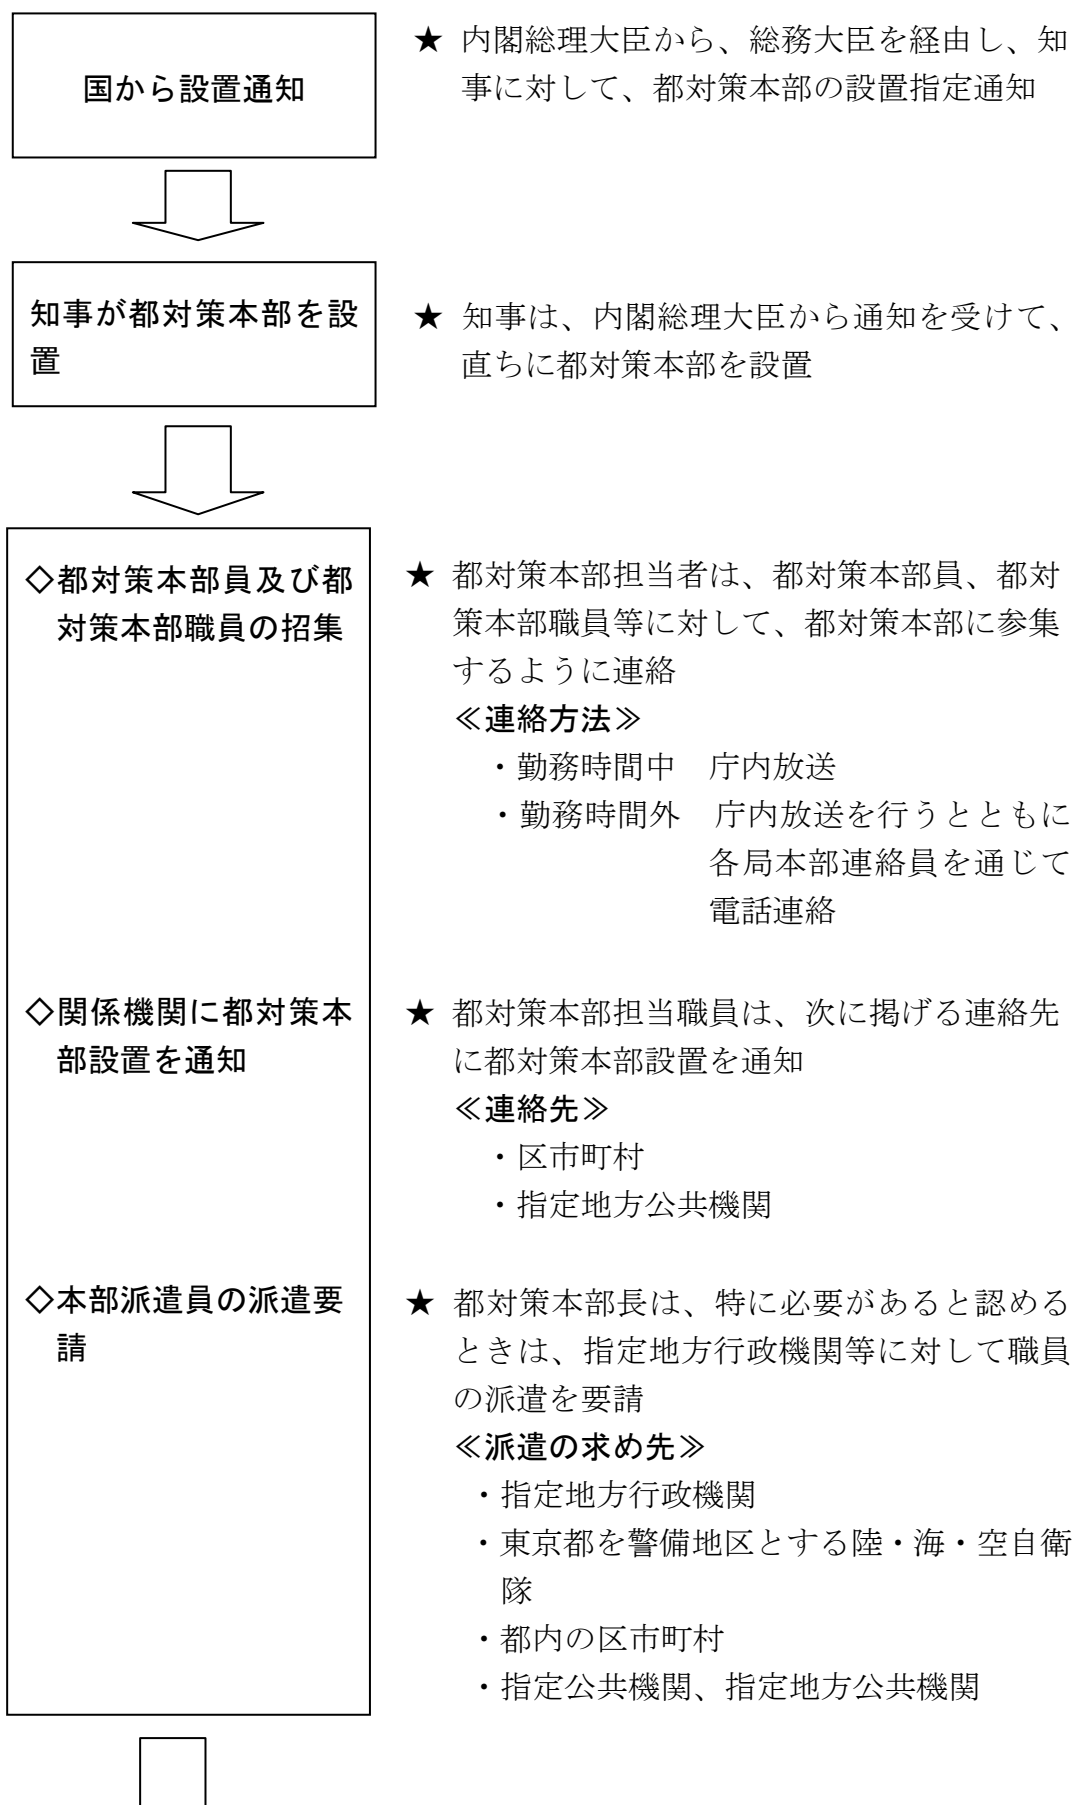 国から設置通知
★ 内閣総理大臣から、総務大臣を経由し、知
事に対して、都対策本部の設置指定通知
知事が都対策本部を設
置
★ 知事は、内閣総理大臣から通知を受けて、
直ちに都対策本部を設置
◇都対策本部員及び都
対策本部職員の招集
★ 都対策本部担当者は、都対策本部員、都対
策本部職員等に対して、都対策本部に参集
するように連絡
≪連絡方法≫
・勤務時間中 庁内放送
・勤務時間外 庁内放送を行うとともに
各局本部連絡員を通じて
電話連絡
◇関係機関に都対策本
部設置を通知
★ 都対策本部担当職員は、次に掲げる連絡先
に都対策本部設置を通知
≪連絡先≫
・区市町村
・指定地方公共機関
◇本部派遣員の派遣要
請
★ 都対策本部長は、特に必要があると認める
ときは、指定地方行政機関等に対して職員
の派遣を要請
≪派遣の求め先≫
・指定地方行政機関
・東京都を警備地区とする陸・海・空自衛
隊
・都内の区市町村
・指定公共機関、指定地方公共機関